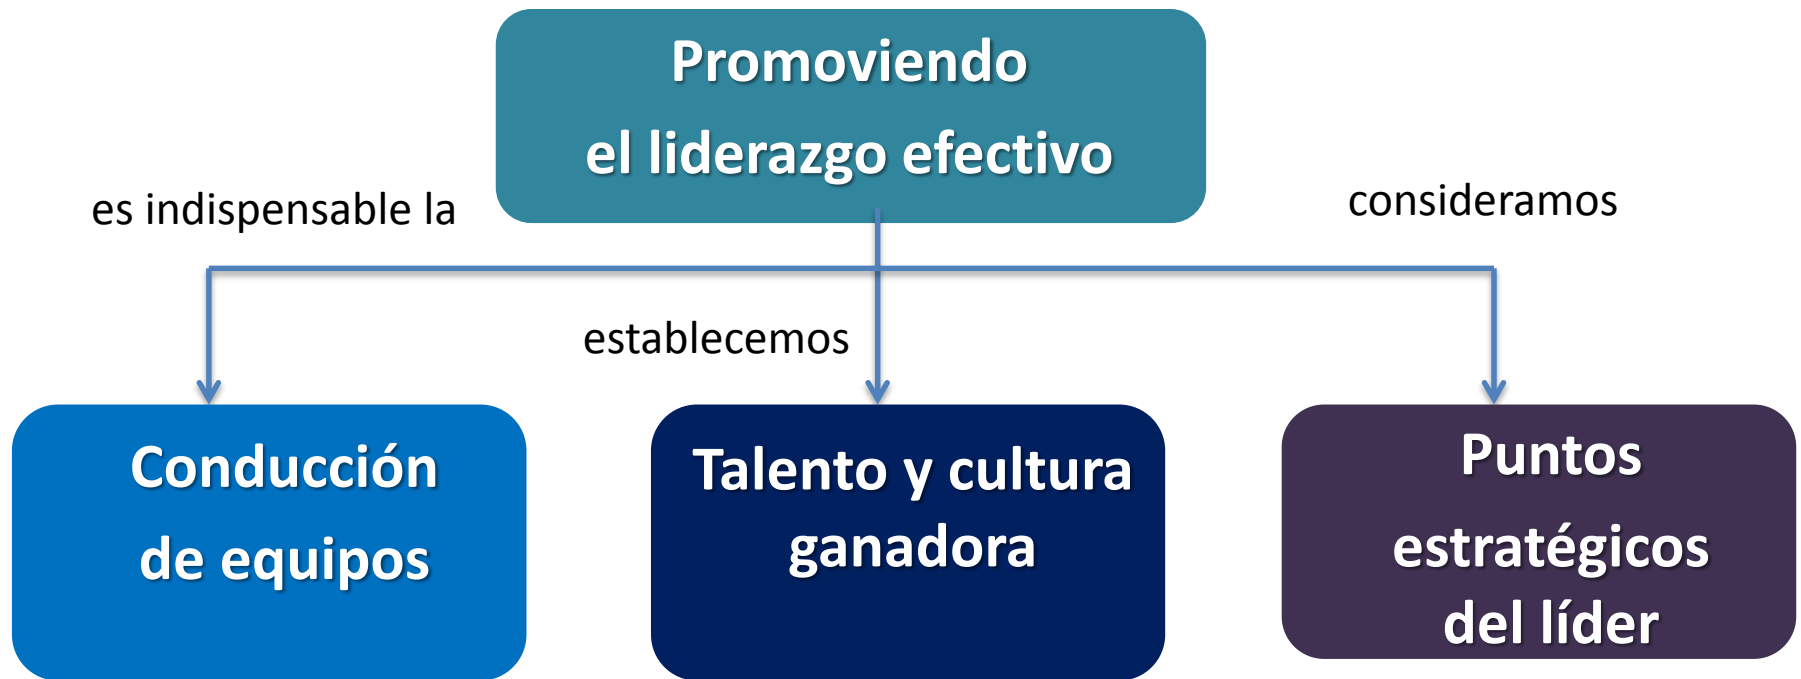 Promoviendo
el liderazgo efectivo
es indispensable la
consideramos
establecemos
Conducción
de equipos
Talento y cultura
ganadora
Puntos
estratégicos
del líder